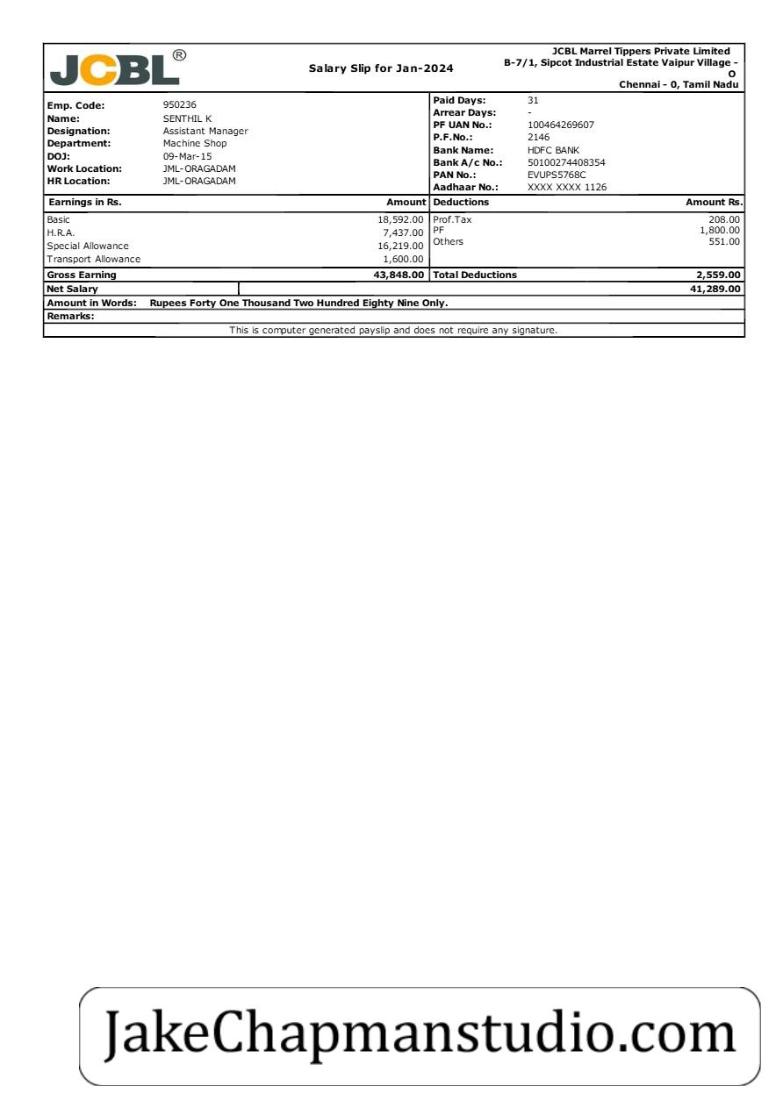 JCBL®
Salary Slip for Jan-2024
JCBL Marrel Tippers Private Limited
B-7/1, Sipcot Industrial Estate Vaipur Village -
O
Chennai - 0, Tamil Nadu
Emp. Code: 950236
Name: SENTHIL K
Designation: Assistant Manager
Department: Machine Shop
DOJ: 09-Mar-15
Work Location: JML-ORAGADAM
HR Location: JML-ORAGADAM
Paid Days: 31
Arrear Days: -
PF UAN No.: 100464269607
P.F.No.: 2146
Bank Name: HDFC BANK
Bank A/c No.: 50100274408354
PAN No.: EVUPS5768C
Aadhaar No.: XXXX XXXX 1126
Earnings in Rs. Amount Deductions Amount Rs.
Basic 18,592.00 Prof.Tax 208.00
H.R.A. 7,437.00 PF 1,800.00
Special Allowance 16,219.00 Others 551.00
Transport Allowance 1,600.00
Gross Earning 43,848.00 Total Deductions 2,559.00
Net Salary 41,289.00
Amount in Words: Rupees Forty One Thousand Two Hundred Eighty Nine Only.
Remarks:
This is computer generated payslip and does not require any signature.
JakeChapmanstudio.com